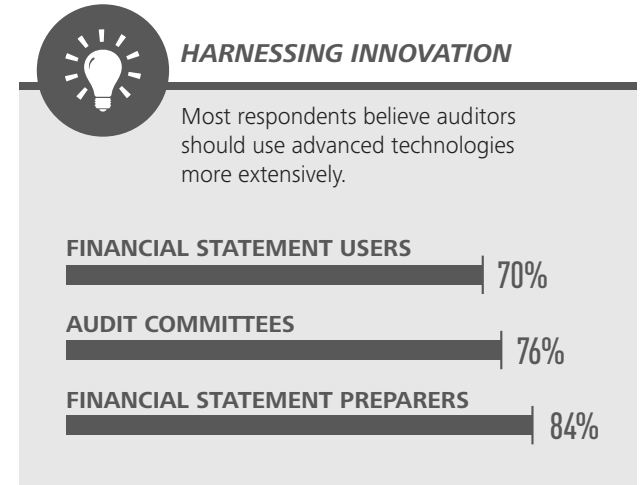 HARNESSING INNOVATION
Most respondents believe auditors
should use advanced technologies
more extensively.
FINANCIAL STATEMENT USERS
70%
AUDIT COMMITTEES
76%
FINANCIAL STATEMENT PREPARERS
84%